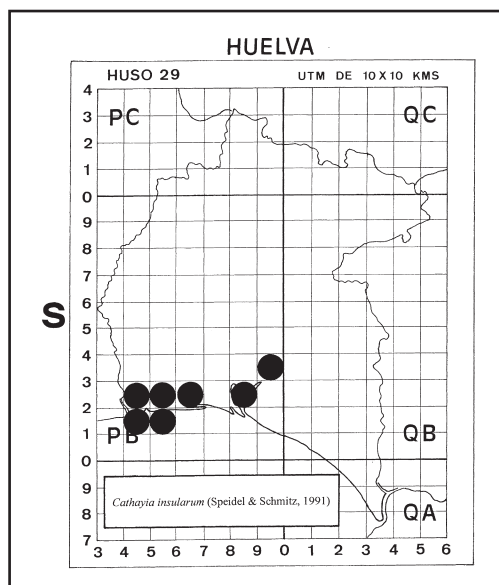 HUELVA
HUSO 29 UTM DE 10 X 10 KMS
4
PC QC
3
2
1
0
9
8
7
6
S
5
4
3
2
PB QB
1
0
9
Cathayia insularum (Speidel & Schmitz, 1991)
QA
8
7
3 4 5 6 7 8 9 0 1 2 3 4 5 6